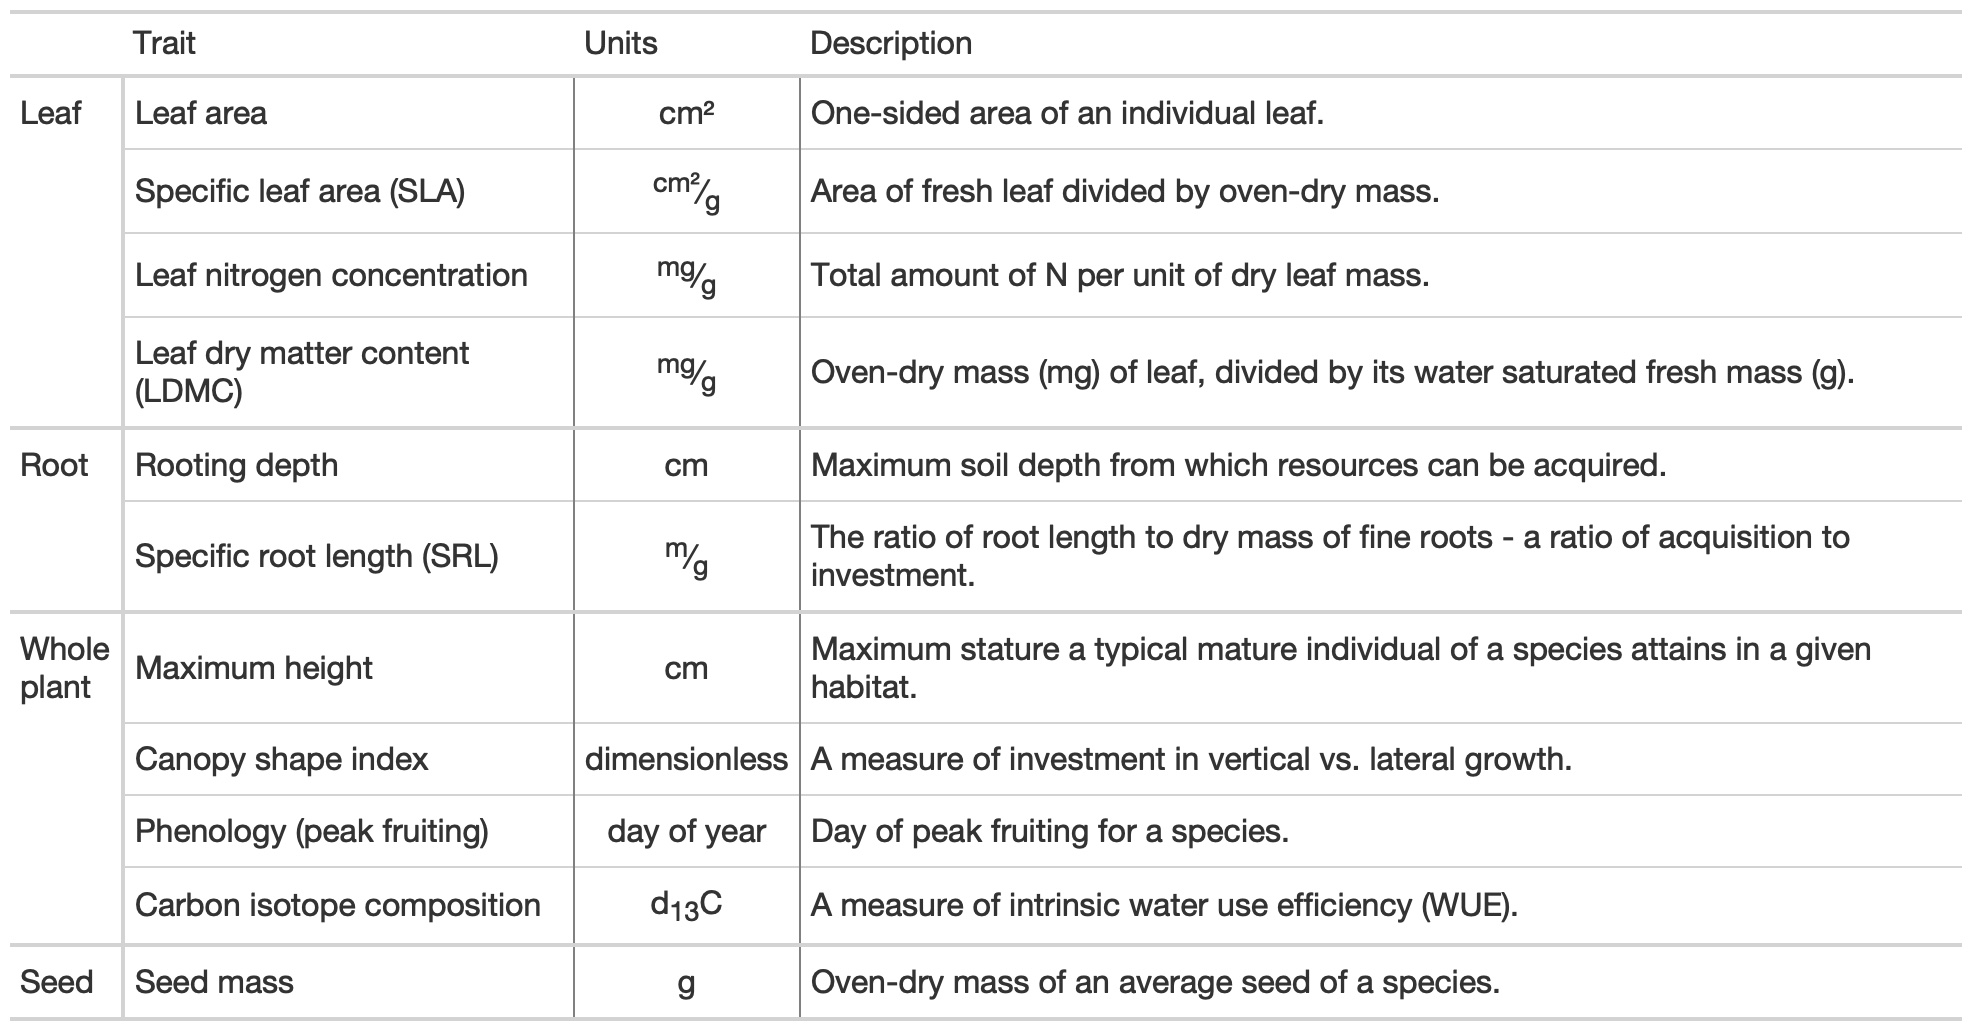 Trait Units Description
Leaf Leaf area cm² One-sided area of an individual leaf.
Specific leaf area (SLA) cm²/g Area of fresh leaf divided by oven-dry mass.
Leaf nitrogen concentration mg/g Total amount of N per unit of dry leaf mass.
Leaf dry matter content
(LDMC) mg/g Oven-dry mass (mg) of leaf, divided by its water saturated fresh mass (g).
Root Rooting depth cm Maximum soil depth from which resources can be acquired.
Specific root length (SRL) m/g The ratio of root length to dry mass of fine roots - a ratio of acquisition to
investment.
Whole
plant Maximum height cm Maximum stature a typical mature individual of a species attains in a given
habitat.
Canopy shape index dimensionless A measure of investment in vertical vs. lateral growth.
Phenology (peak fruiting) day of year Day of peak fruiting for a species.
Carbon isotope composition d₁₃C A measure of intrinsic water use efficiency (WUE).
Seed Seed mass g Oven-dry mass of an average seed of a species.